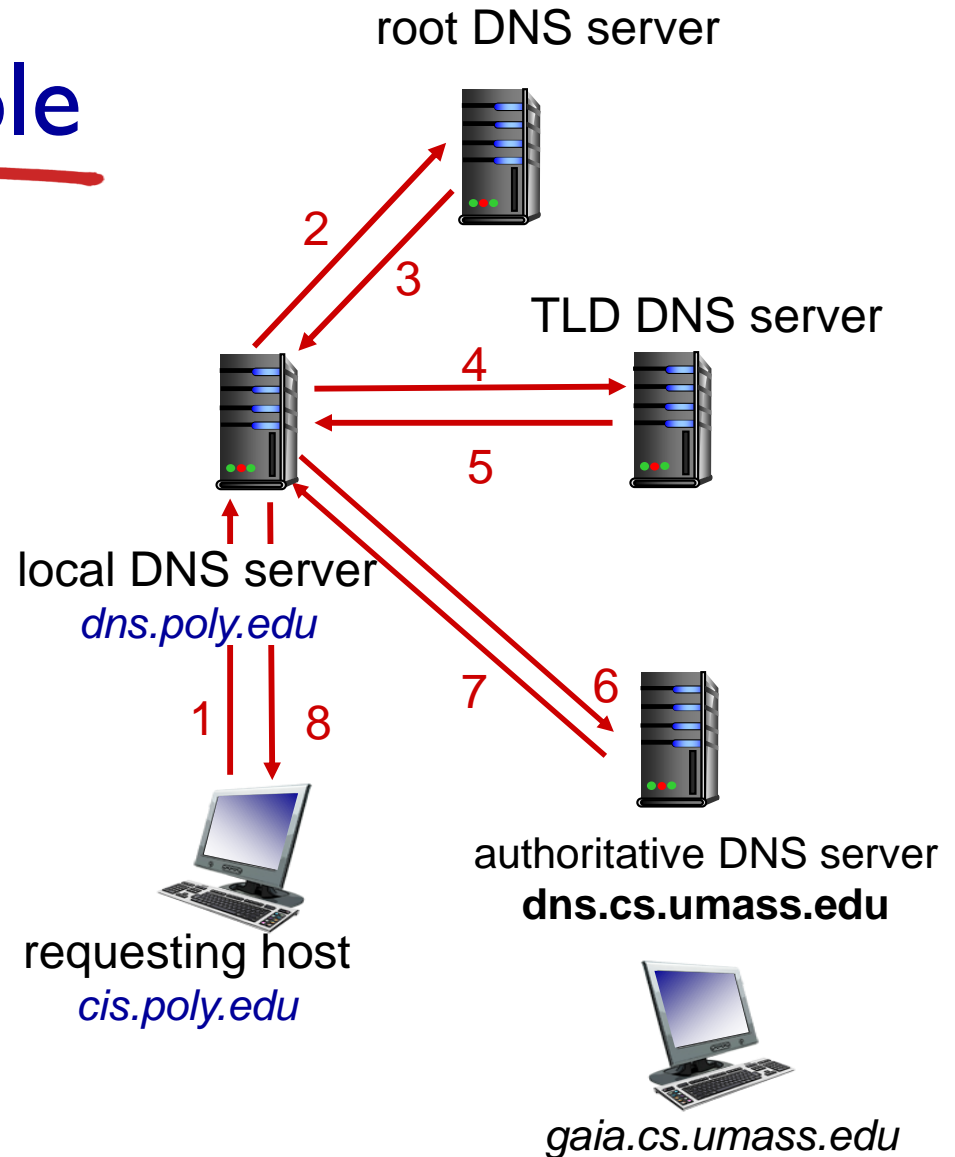 root DNS server
ple
2
3
TLD DNS server
4
5
local DNS server
dns.poly.edu
7
6
1
8
authoritative DNS server
dns.cs.umass.edu
requesting host
cis.poly.edu
gaia.cs.umass.edu